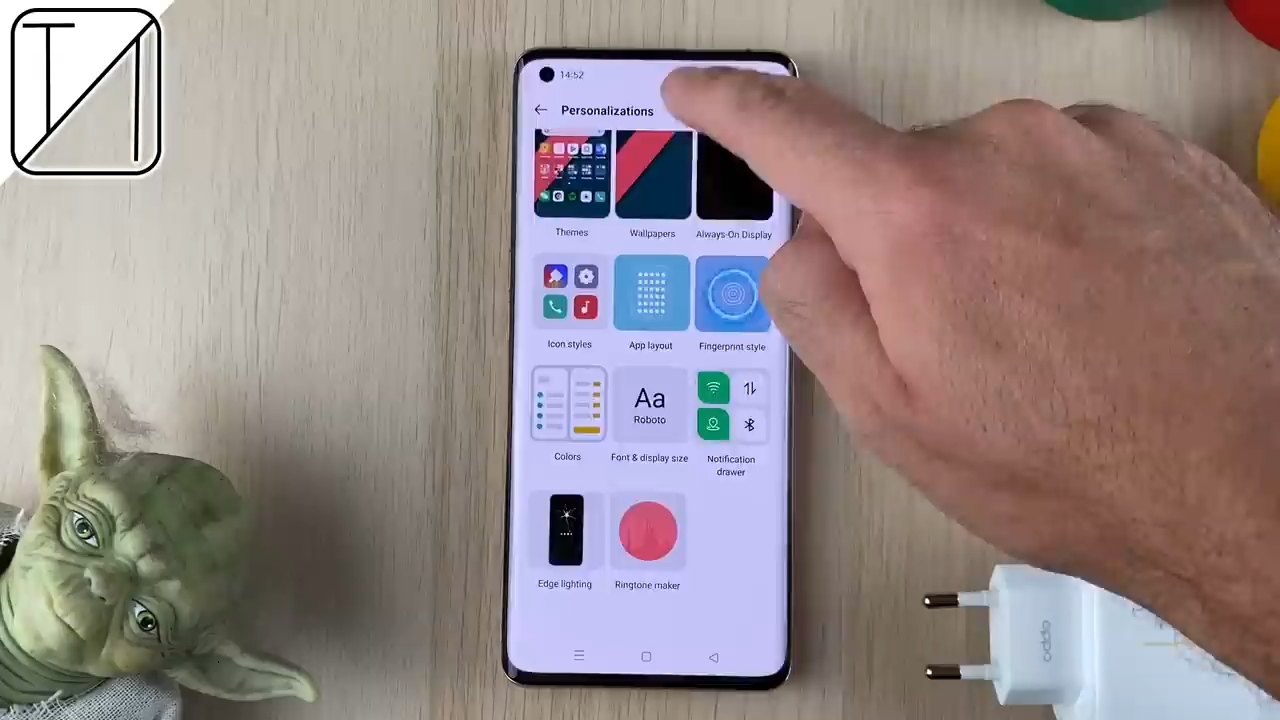 14:52
Personalizations
Themes
Wallpapers
Always-On Display
Icon styles
App layout
Fingerprint style
Aa
Roboto
Colors
Font & display size
Notification
drawer
Edge lighting
Ringtone maker
oppo